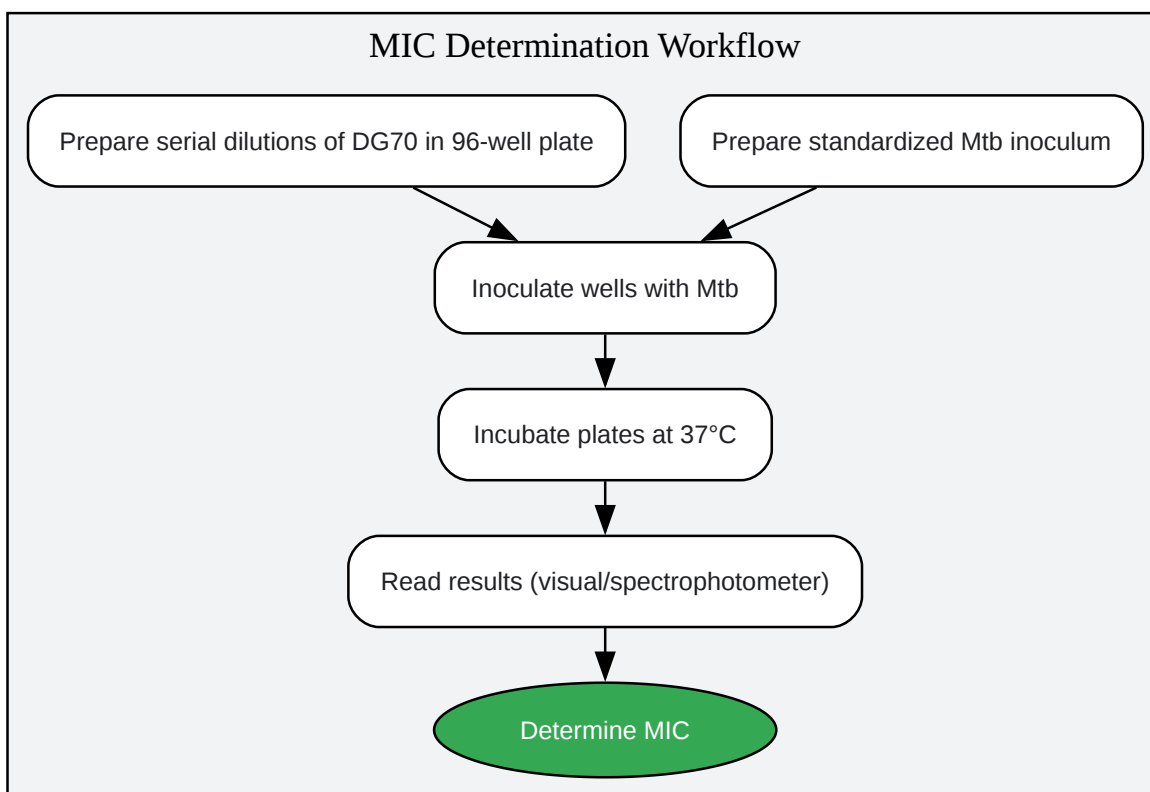 MIC Determination Workflow
Prepare serial dilutions of DG70 in 96-well plate
Prepare standardized Mtb inoculum
Inoculate wells with Mtb
Incubate plates at 37°C
Read results (visual/spectrophotometer)
Determine MIC